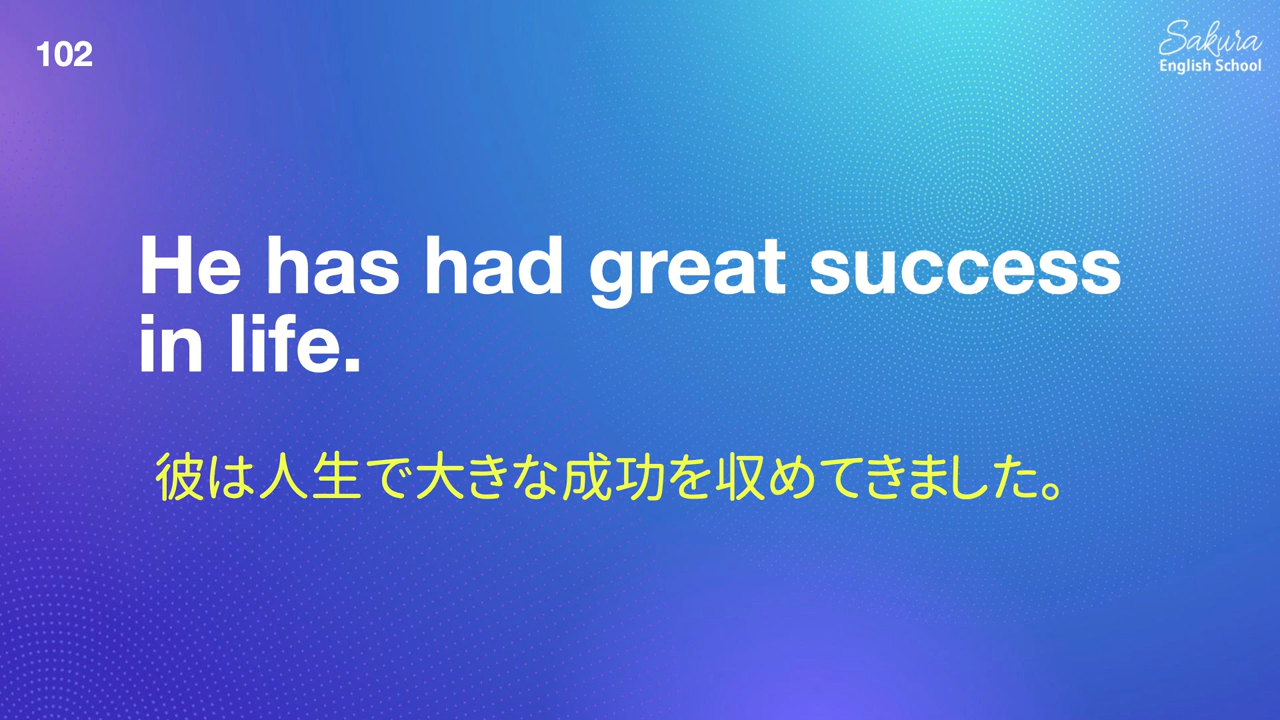 102
Sakura
English School
He has had great success
in life.
彼は人生で大きな成功を収めてきました。